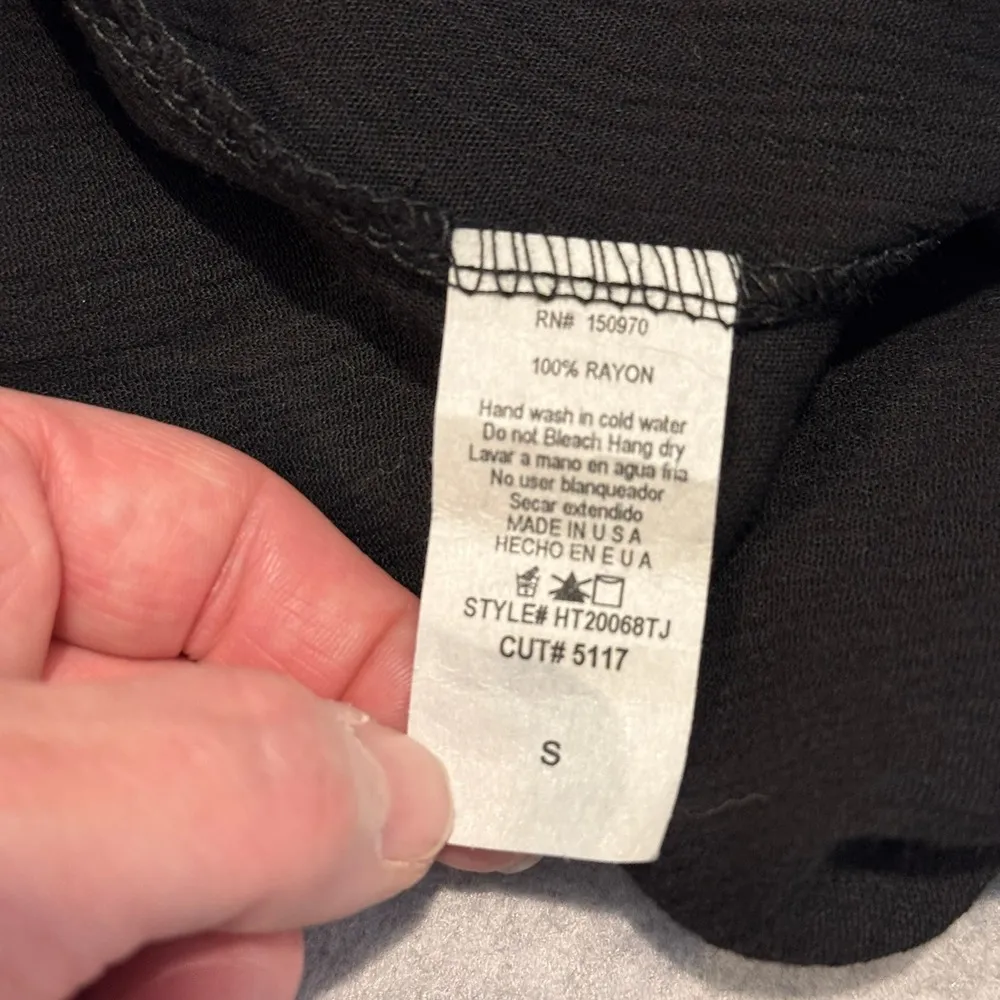 RN# 150970
100% RAYON
Hand wash in cold water
Do not Bleach Hang dry
Lavar a mano en agua fria
No user blanqueador
Secar extendido
MADE IN U S A
HECHO EN E U A
STYLE# HT20068TJ
CUT# 5117
S